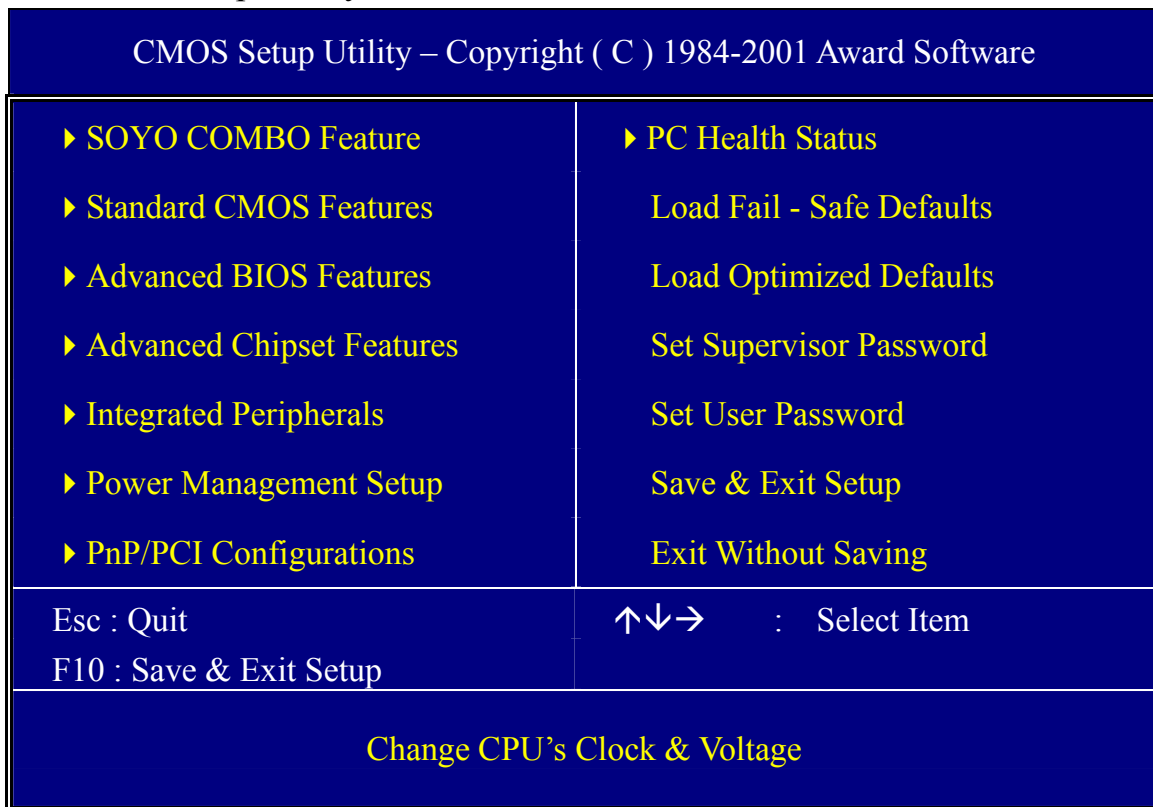 CMOS Setup Utility – Copyright ( C ) 1984-2001 Award Software
▸ SOYO COMBO Feature
▸ Standard CMOS Features
▸ Advanced BIOS Features
▸ Advanced Chipset Features
▸ Integrated Peripherals
▸ Power Management Setup
▸ PnP/PCI Configurations
▸ PC Health Status
Load Fail - Safe Defaults
Load Optimized Defaults
Set Supervisor Password
Set User Password
Save & Exit Setup
Exit Without Saving
Esc : Quit
F10 : Save & Exit Setup
↑↓→ : Select Item
Change CPU’s Clock & Voltage